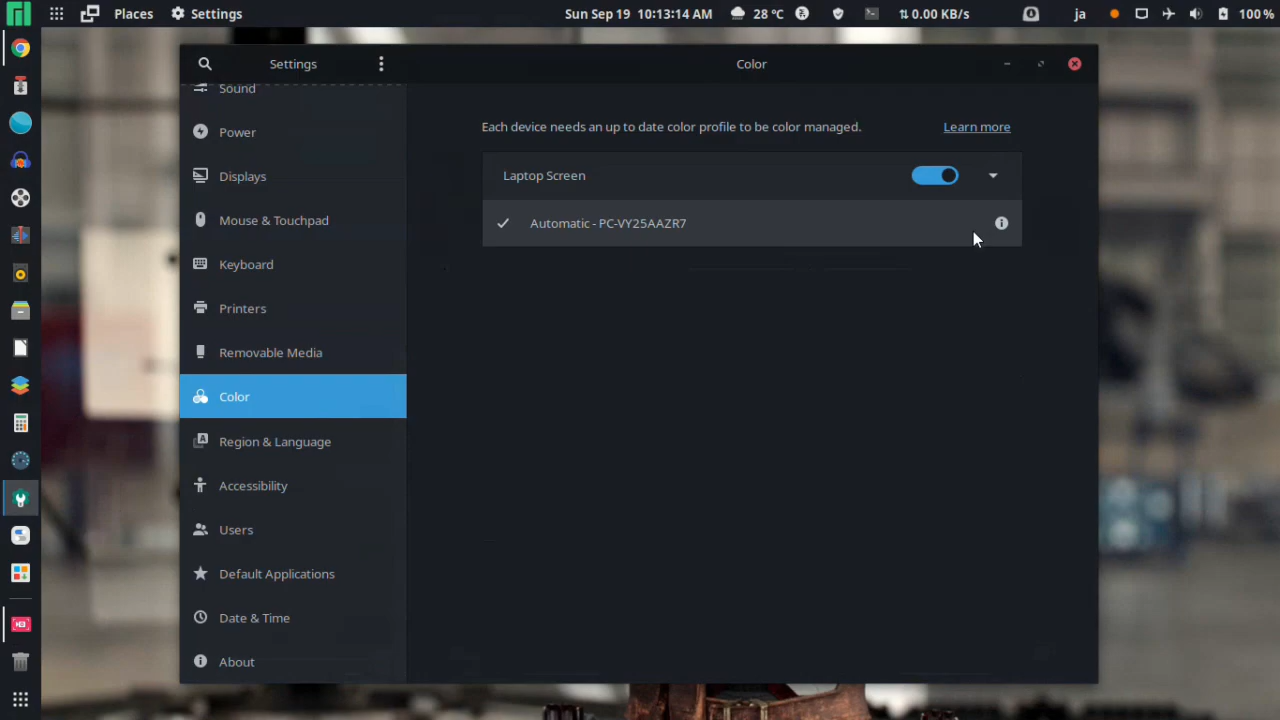 Places
Settings
Sun Sep 19 10:13:14 AM
28 °C
0.00 KB/s
ja
100 %
Settings
Color
Sound
Power
Displays
Mouse & Touchpad
Keyboard
Printers
Removable Media
Color
Region & Language
Accessibility
Users
Default Applications
Date & Time
About
Each device needs an up to date color profile to be color managed.
Learn more
Laptop Screen
Automatic - PC-VY25AAZR7